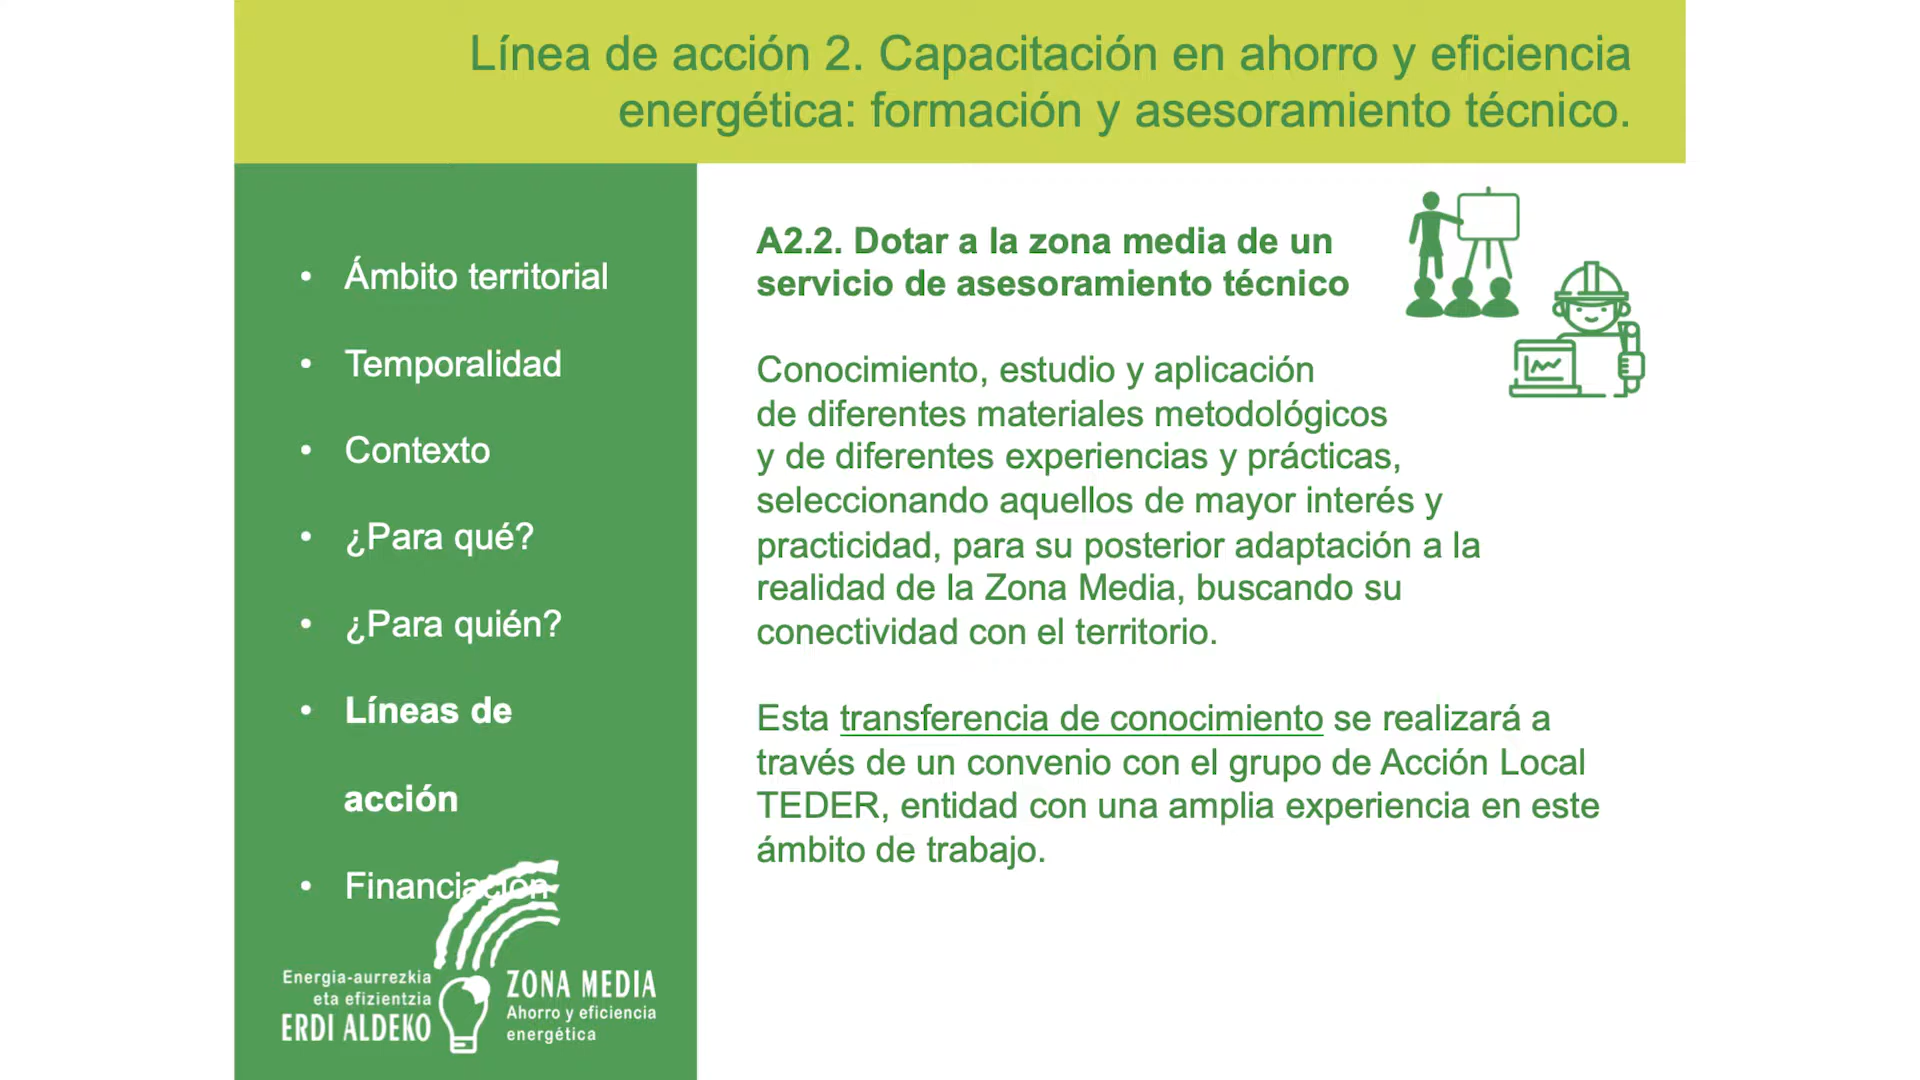 Línea de acción 2. Capacitación en ahorro y eficiencia
energética: formación y asesoramiento técnico.
• Ámbito territorial
• Temporalidad
• Contexto
• ¿Para qué?
• ¿Para quién?
• Líneas de
acción
• Financiación
Energia-aurrezkia
eta efizientzia
ERDI ALDEKO
ZONA MEDIA
Ahorro y eficiencia
energética
A2.2. Dotar a la zona media de un
servicio de asesoramiento técnico
Conocimiento, estudio y aplicación
de diferentes materiales metodológicos
y de diferentes experiencias y prácticas,
seleccionando aquellos de mayor interés y
practicidad, para su posterior adaptación a la
realidad de la Zona Media, buscando su
conectividad con el territorio.
Esta transferencia de conocimiento se realizará a
través de un convenio con el grupo de Acción Local
TEDER, entidad con una amplia experiencia en este
ámbito de trabajo.